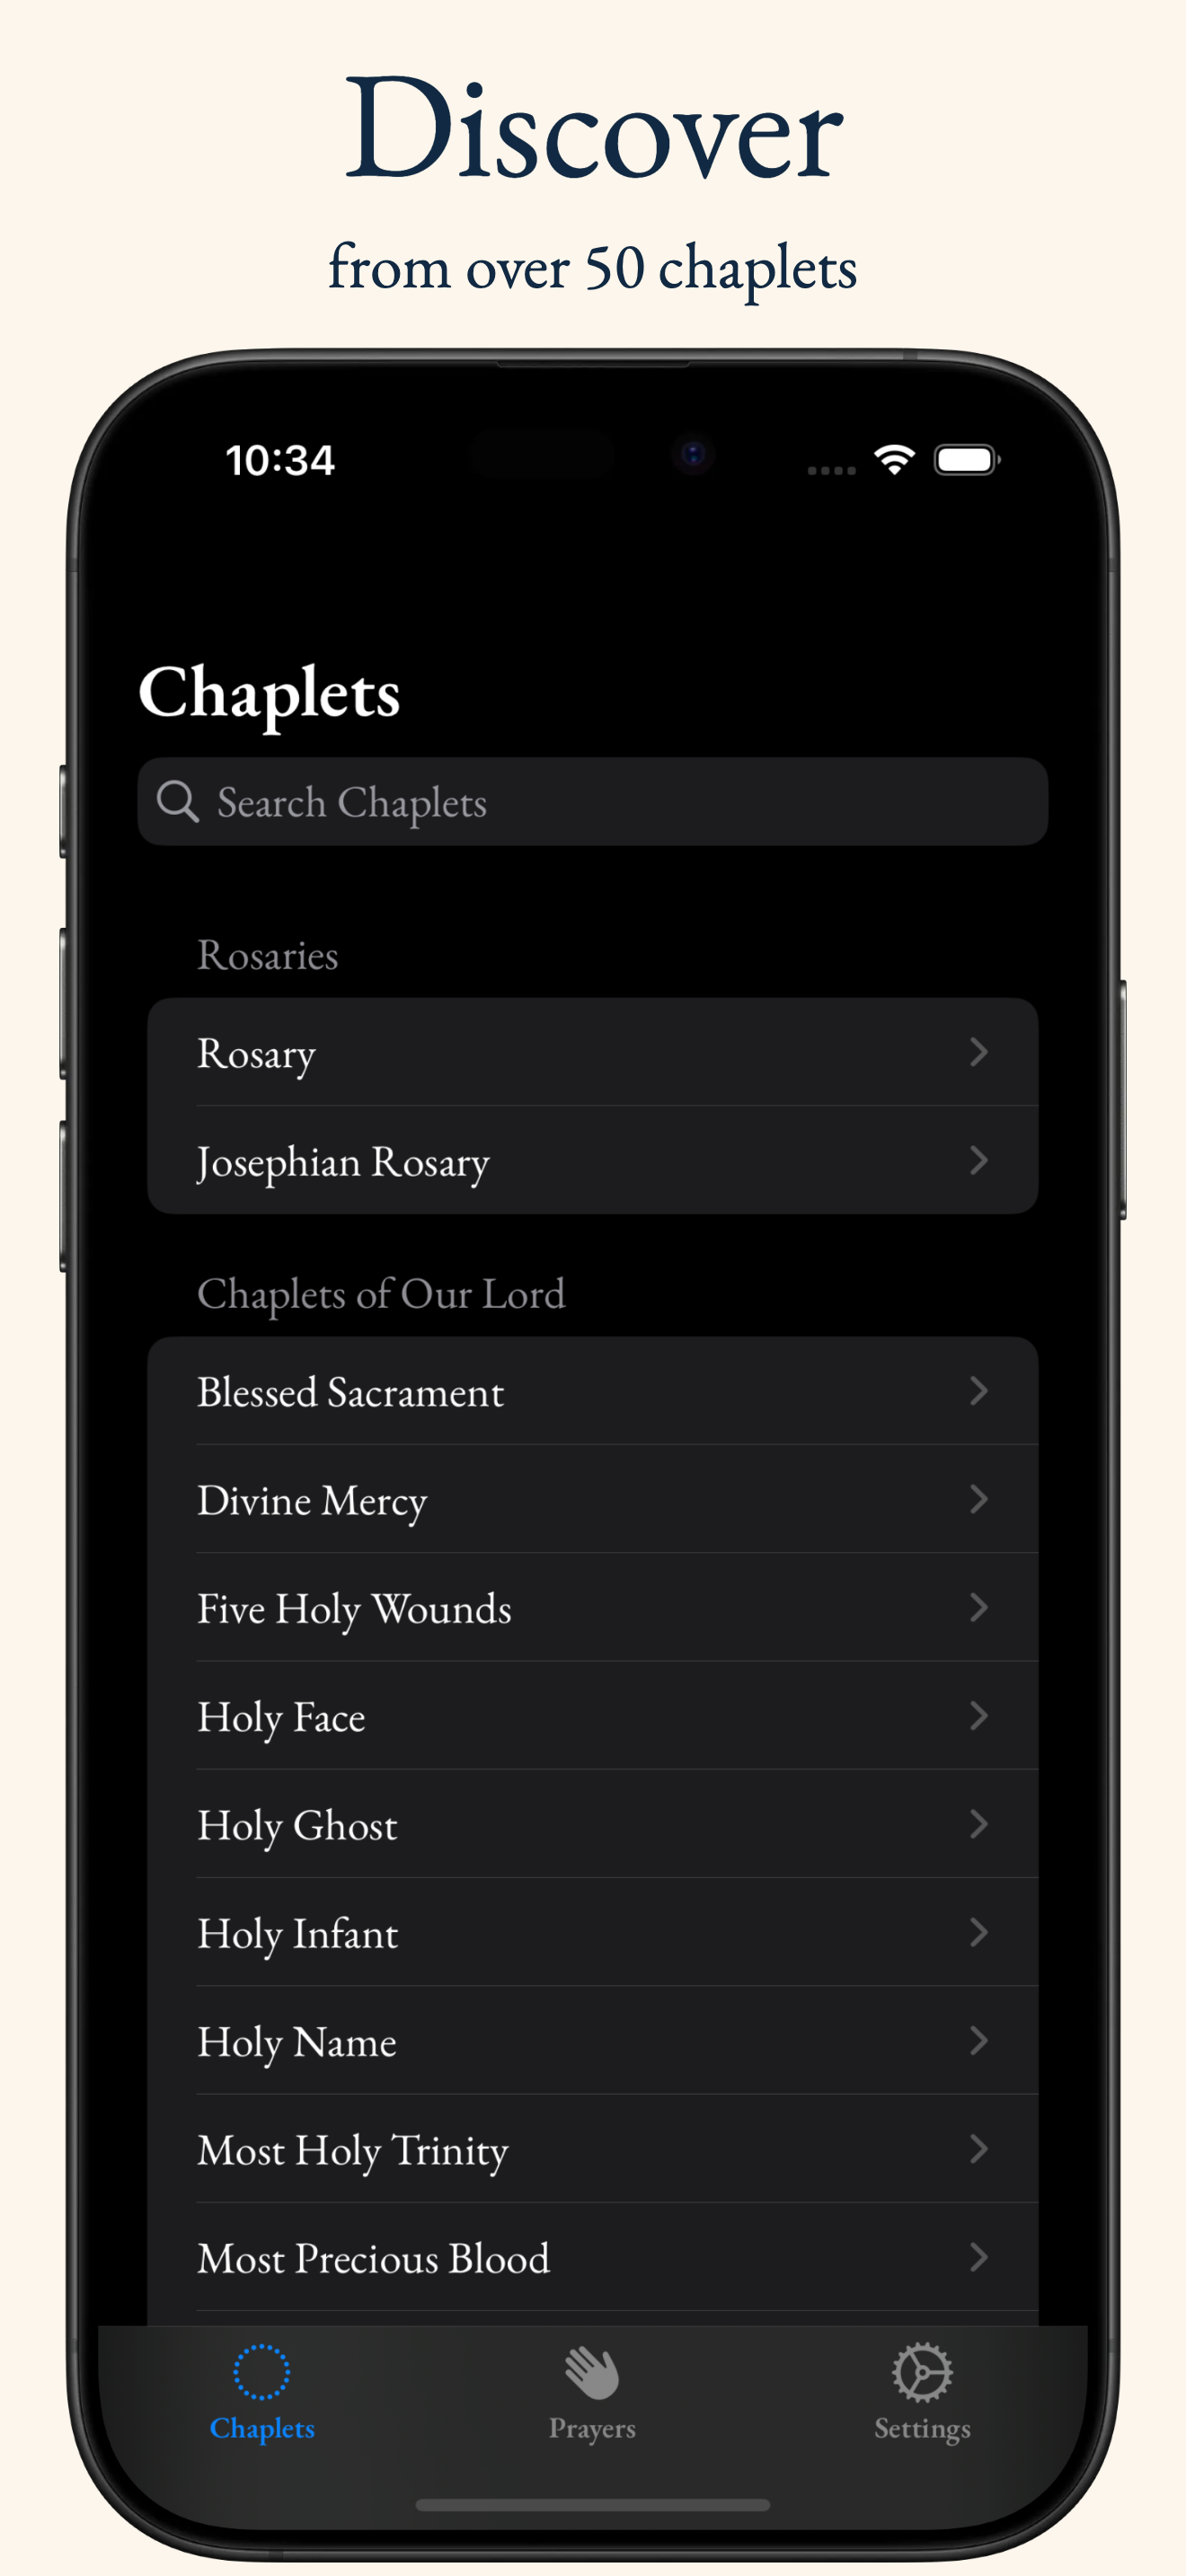 Discover
from over 50 chaplets
10:34
Chaplets
Search Chaplets
Rosaries
Rosary
Josephian Rosary
Chaplets of Our Lord
Blessed Sacrament
Divine Mercy
Five Holy Wounds
Holy Face
Holy Ghost
Holy Infant
Holy Name
Most Holy Trinity
Most Precious Blood
Chaplets Prayers Settings